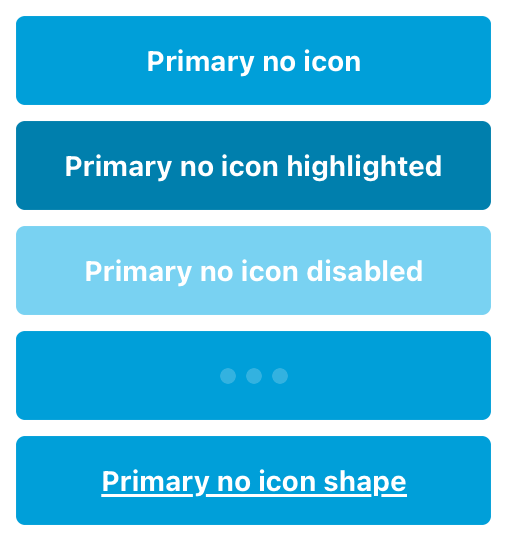 Primary no icon
Primary no icon highlighted
Primary no icon disabled
Primary no icon shape